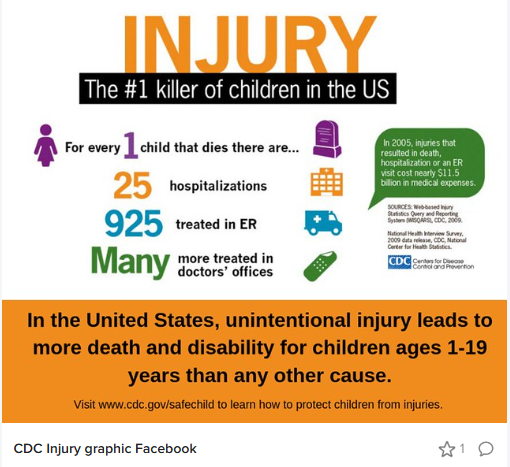 INJURY
The #1 killer of children in the US
For every 1 child that dies there are...
25 hospitalizations
925 treated in ER
Many more treated in
doctors' offices
In 2005, injuries that
resulted in death,
hospitalization or an ER
visit cost nearly $11.5
billion in medical expenses.
SOURCES: Web-based Injury
Statistics Query and Reporting
System (WISQARS), CDC, 2009.
National Health Interview Survey,
2009 data release, CDC, National
Center for Health Statistics.
CDC Centers for Disease
Control and Prevention
In the United States, unintentional injury leads to
more death and disability for children ages 1-19
years than any other cause.
Visit www.cdc.gov/safechild to learn how to protect children from injuries.
CDC Injury graphic Facebook
1